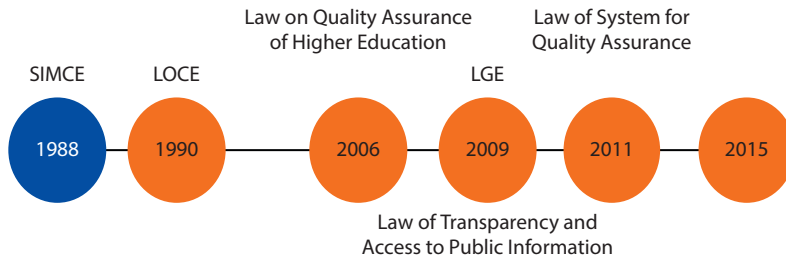 Law on Quality Assurance
of Higher Education
Law of System for
Quality Assurance
SIMCE
LOCE
LGE
1988
1990
2006
2009
2011
2015
Law of Transparency and
Access to Public Information